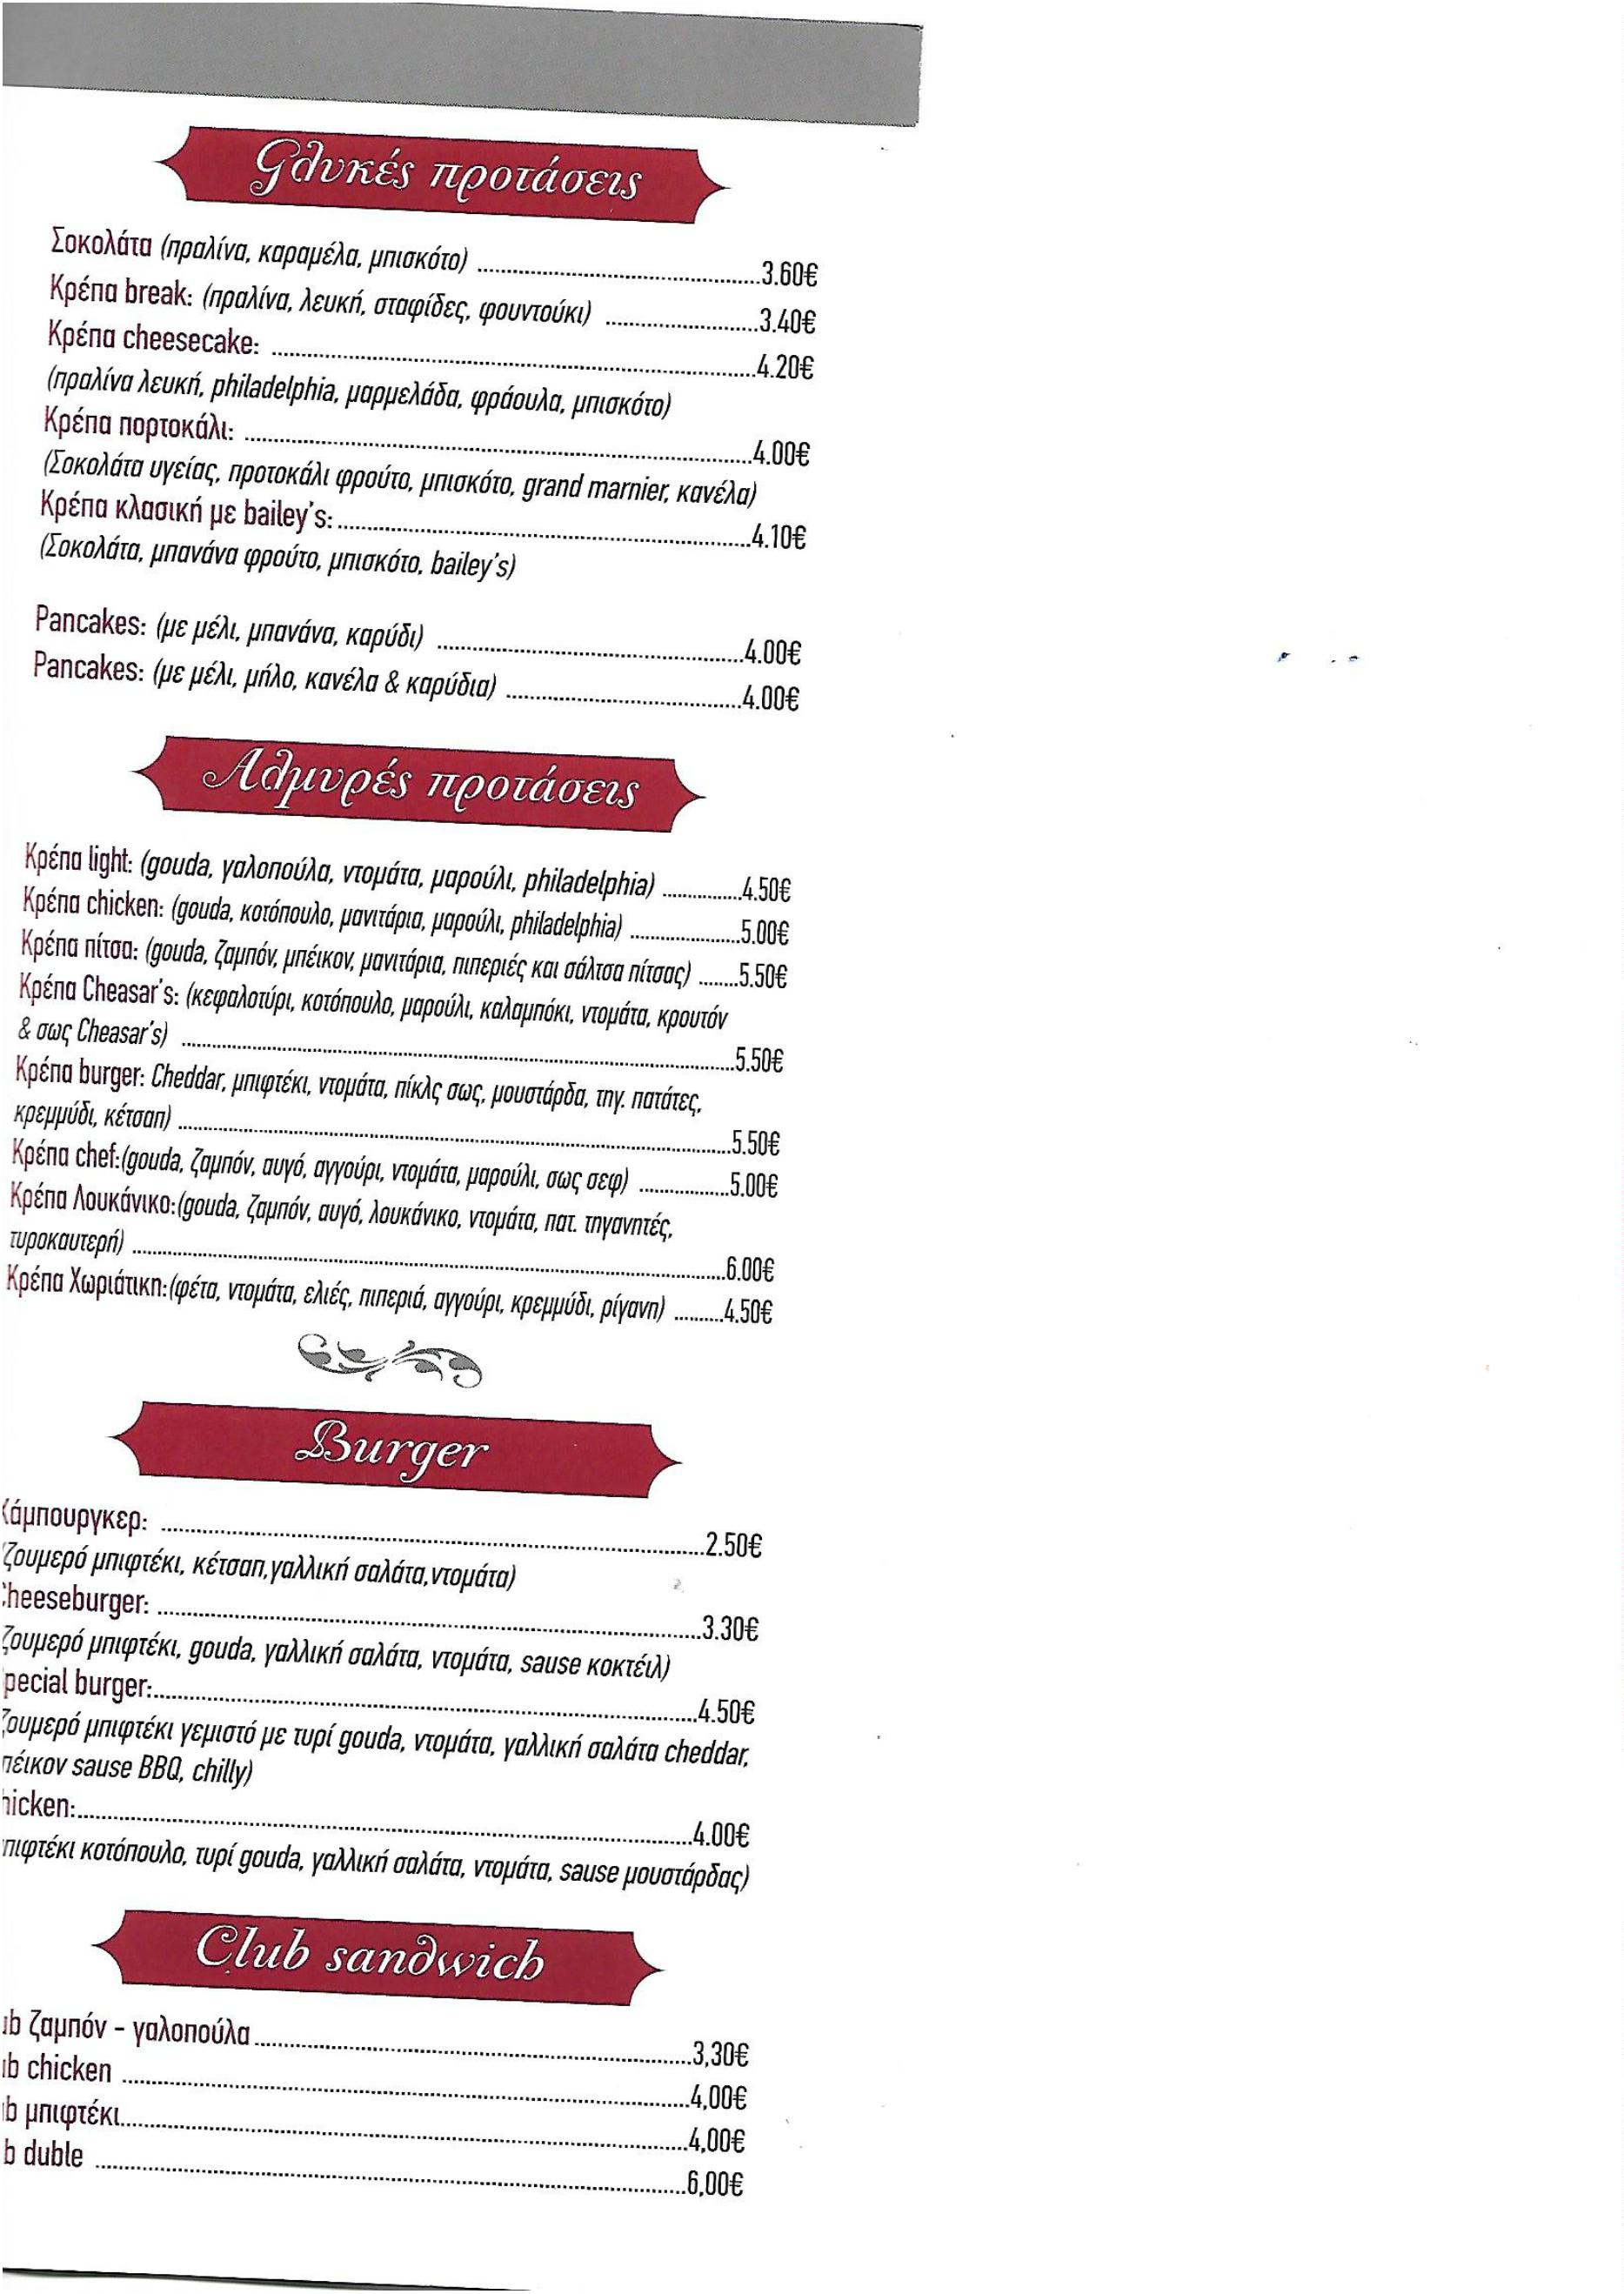 Γλυκές προτάσεις
Σοκολάτα (πραλίνα, καραμέλα, μπισκότο) ..........3.60€
Κρέπα break: (πραλίνα, λευκή, σταφίδες, φουντούκι) ..........3.40€
Κρέπα cheesecake: ..........4.20€
(πραλίνα λευκή, philadelphia, μαρμελάδα, φράουλα, μπισκότο)
Κρέπα πορτοκάλι: ..........4.00€
(Σοκολάτα υγείας, προτοκάλι φρούτο, μπισκότο, grand marnier, κανέλα)
Κρέπα κλασική με bailey's:..........4.10€
(Σοκολάτα, μπανάνα φρούτο, μπισκότο, bailey's)
Pancakes: (με μέλι, μπανάνα, καρύδι) ..........4.00€
Pancakes: (με μέλι, μήλο, κανέλα & καρύδια) ..........4.00€
Αλμυρές προτάσεις
Κρέπα light: (gouda, γαλοπούλα, ντομάτα, μαρούλι, philadelphia) ..........4.50€
Κρέπα chicken: (gouda, κοτόπουλο, μανιτάρια, μαρούλι, philadelphia) ..........5.00€
Κρέπα πίτσα: (gouda, ζαμπόν, μπέικον, μανιτάρια, πιπεριές και σάλτσα πίτσας) ........5.50€
Κρέπα Cheasar's: (κεφαλοτύρι, κοτόπουλο, μαρούλι, καλαμπόκι, ντομάτα, κρουτόν
& σως Cheasar's) ..........5.50€
Κρέπα burger: Cheddar, μπιφτέκι, ντομάτα, πίκλς σως, μουστάρδα, τηγ. πατάτες,
κρεμμύδι, κέτσαπ) ..........5.50€
Κρέπα chef:(gouda, ζαμπόν, αυγό, αγγούρι, ντομάτα, μαρούλι, σως σεφ) ..........5.00€
Κρέπα Λουκάνικο:(gouda, ζαμπόν, αυγό, λουκάνικο, ντομάτα, πατ. τηγανητές,
τυροκαυτερή) ..........6.00€
Κρέπα Χωριάτικη:(φέτα, ντομάτα, ελιές, πιπεριά, αγγούρι, κρεμμύδι, ρίγανη) ..........4.50€
Burger
άμπουργκερ: ..........2.50€
ζουμερό μπιφτέκι, κέτσαπ,γαλλική σαλάτα,ντομάτα)
heeseburger: ..........3.30€
ζουμερό μπιφτέκι, gouda, γαλλική σαλάτα, ντομάτα, sause κοκτέιλ)
pecial burger:..........4.50€
ζουμερό μπιφτέκι γεμιστό με τυρί gouda, ντομάτα, γαλλική σαλάτα cheddar,
πέικον sause BBQ, chilly)
hicken:..........4.00€
πιφτέκι κοτόπουλο, τυρί gouda, γαλλική σαλάτα, ντομάτα, sause μουστάρδας)
Club sandwich
ub ζαμπόν - γαλοπούλα..........3,30€
ub chicken ..........4,00€
b μπιφτέκι..........4,00€
b duble ..........6,00€